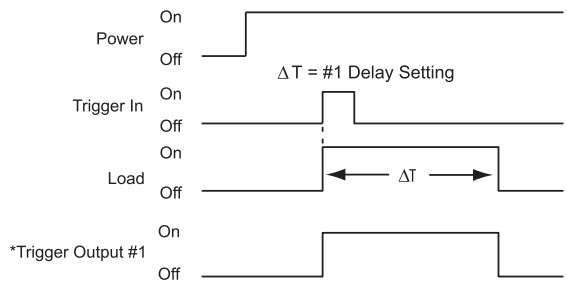 On
Power
Off
Δ T = #1 Delay Setting
On
Trigger In
Off
On
Load
ΔT
Off
On
*Trigger Output #1
Off